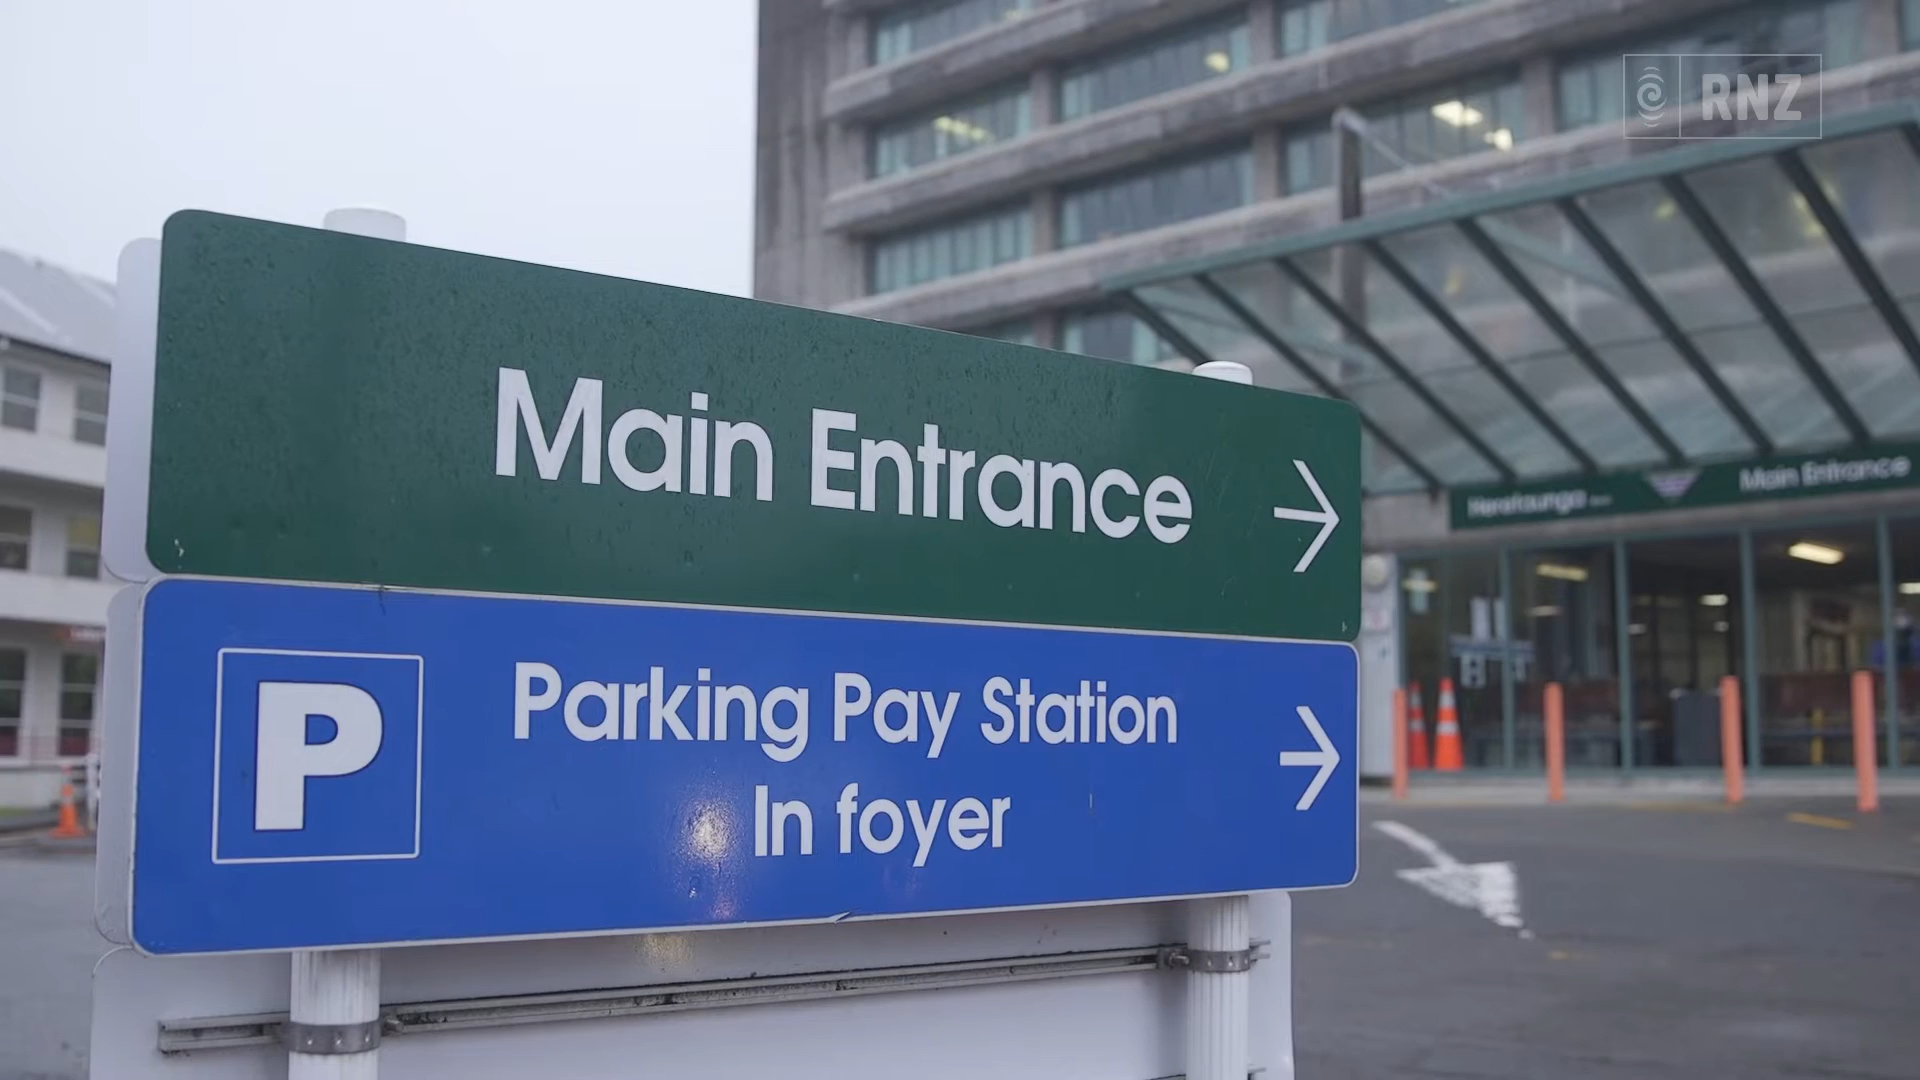 RNZ
Main Entrance
Main Entrance
P
Parking Pay Station
In foyer